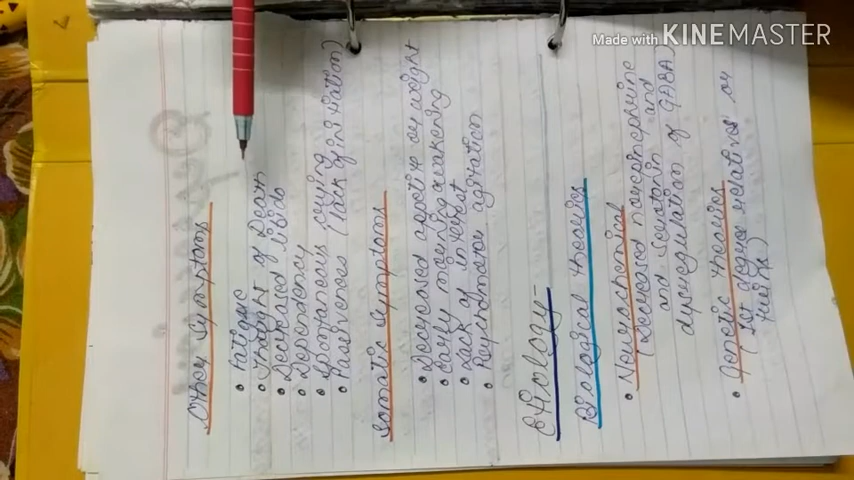 Other Symptoms
• Fatigue
• Thought of Death
• Decreased libido
• Dependency
• Spontaneous crying
• Passiveness (lack of initiation)
Somatic Symptoms
• Decreased appetite or weight
• Early morning awakening
• Lack of interest
• Psychomotor agitation
Etiology-
Biological theories
• Neurochemical
(Decreased norepinephrine
and serotonin and
dysregulation of GABA)
• Genetic theories
(1st degree relatives or
twins)
Made with KINEMASTER